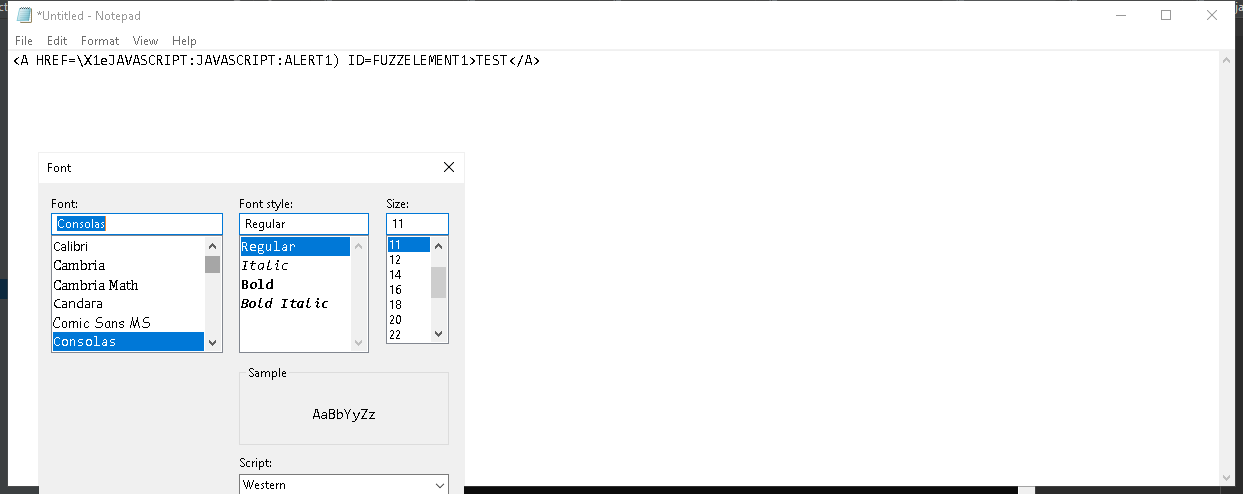 *Untitled - Notepad
File Edit Format View Help
<A HREF=\X1eJAVASCRIPT:JAVASCRIPT:ALERT1) ID=FUZZELEMENT1>TEST</A>
Font
Font: Font style: Size:
Consolas Regular 11
Calibri Regular 11
Cambria Italic 12
Cambria Math Bold 14
Candara Bold Italic 16
Comic Sans MS 18
Consolas 20
22
Sample
AaBbYyZz
Script:
Western